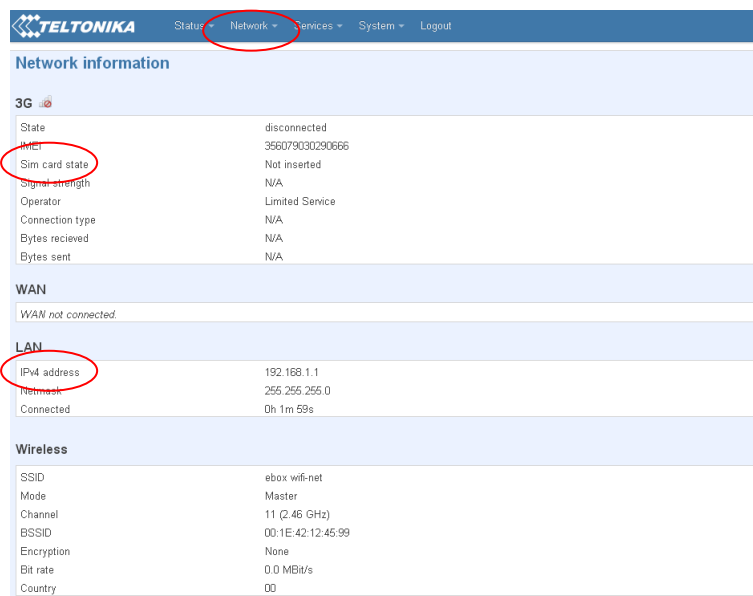 TELTONIKA Status Network Services System Logout
Network information
3G
State disconnected
IMEI 356079030290666
Sim card state Not inserted
Signal strength N/A
Operator Limited Service
Connection type N/A
Bytes recieved N/A
Bytes sent N/A
WAN
WAN not connected.
LAN
IPv4 address 192.168.1.1
Netmask 255.255.255.0
Connected 0h 1m 59s
Wireless
SSID ebox wifi-net
Mode Master
Channel 11 (2.46 GHz)
BSSID 00:1E:42:12:45:99
Encryption None
Bit rate 0.0 MBit/s
Country 00